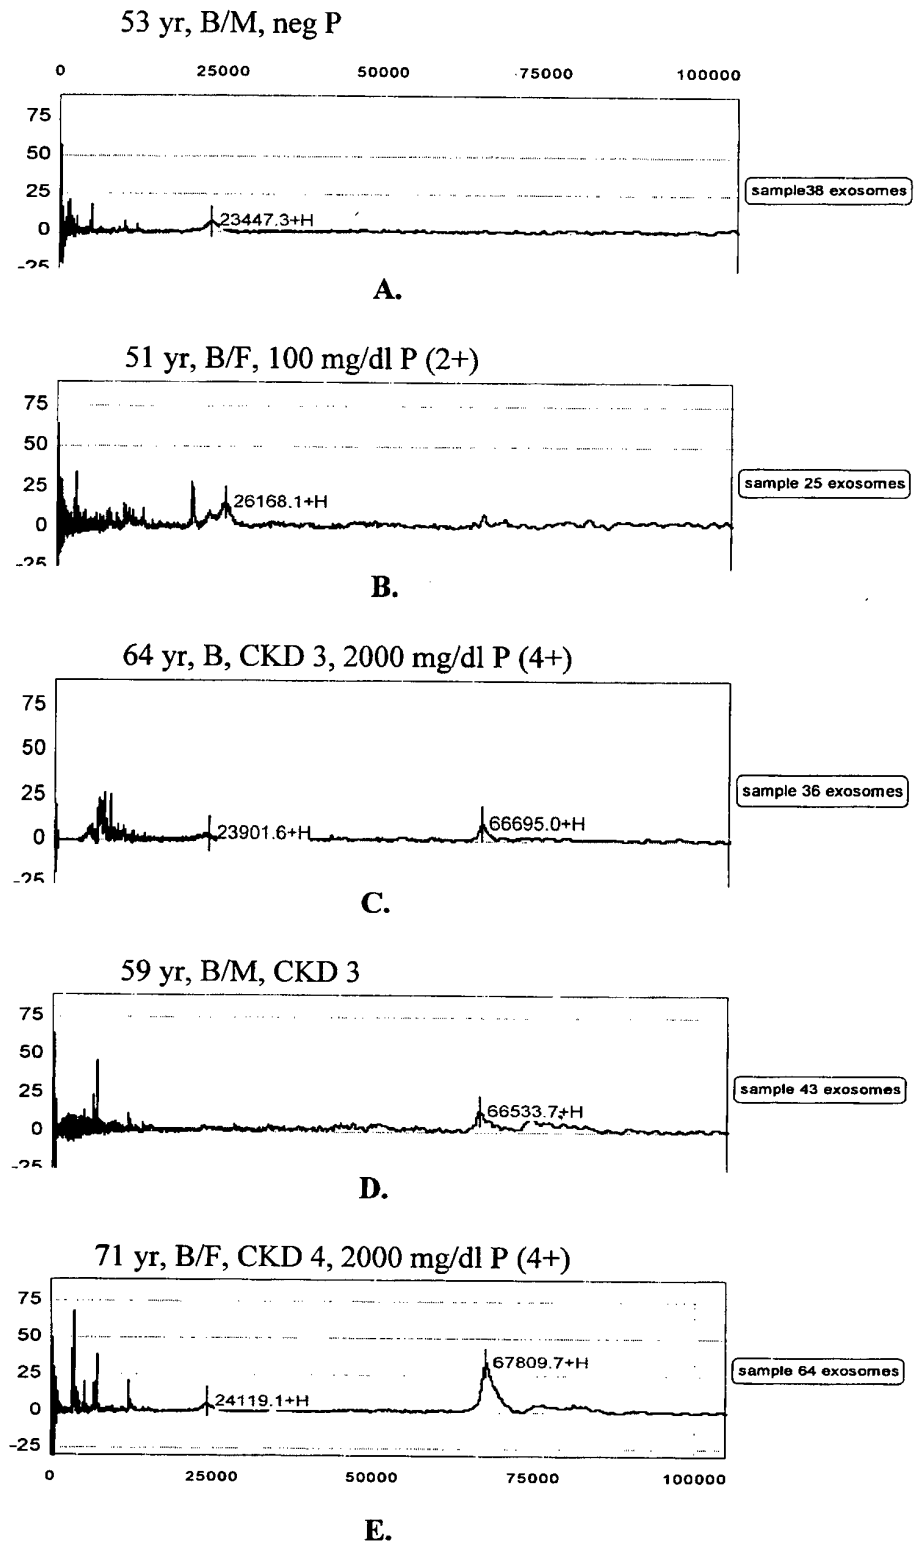 53 yr, B/M, neg P
0 25000 50000 75000 100000
75
50
25
0
-25
23447.3+H
sample38 exosomes
A.
51 yr, B/F, 100 mg/dl P (2+)
75
50
25
0
-25
26168.1+H
sample 25 exosomes
B.
64 yr, B, CKD 3, 2000 mg/dl P (4+)
75
50
25
0
-25
23901.6+H
66695.0+H
sample 36 exosomes
C.
59 yr, B/M, CKD 3
75
50
25
0
-25
66533.7+H
sample 43 exosomes
D.
71 yr, B/F, CKD 4, 2000 mg/dl P (4+)
75
50
25
0
-25
24119.1+H
67809.7+H
sample 64 exosomes
0 25000 50000 75000 100000
E.